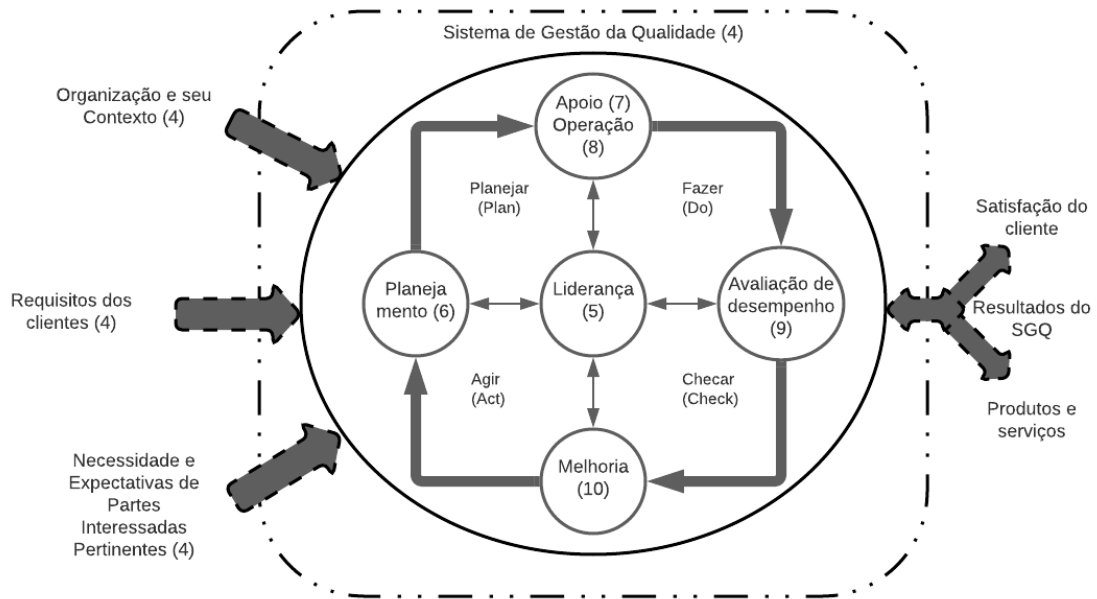 Sistema de Gestão da Qualidade (4)
Organização e seu
Contexto (4)
Requisitos dos
clientes (4)
Necessidade e
Expectativas de
Partes
Interessadas
Pertinentes (4)
Apoio (7)
Operação
(8)
Planejar
(Plan)
Fazer
(Do)
Planeja
mento (6)
Liderança
(5)
Avaliação de
desempenho
(9)
Agir
(Act)
Checar
(Check)
Melhoria
(10)
Satisfação do
cliente
Resultados do
SGQ
Produtos e
serviços